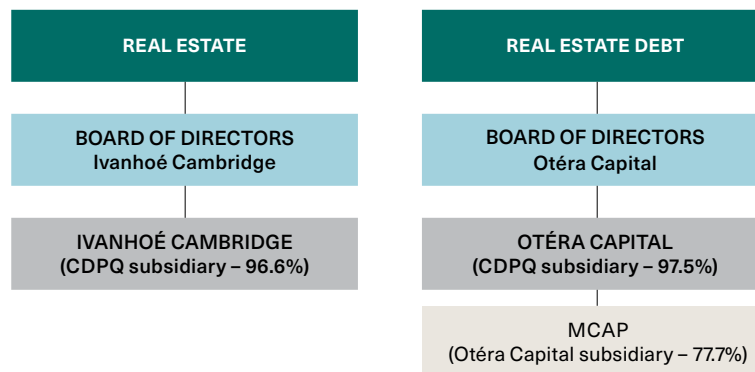 REAL ESTATE
BOARD OF DIRECTORS
Ivanhoé Cambridge
IVANHOÉ CAMBRIDGE
(CDPQ subsidiary – 96.6%)
REAL ESTATE DEBT
BOARD OF DIRECTORS
Otéra Capital
OTÉRA CAPITAL
(CDPQ subsidiary – 97.5%)
MCAP
(Otéra Capital subsidiary – 77.7%)